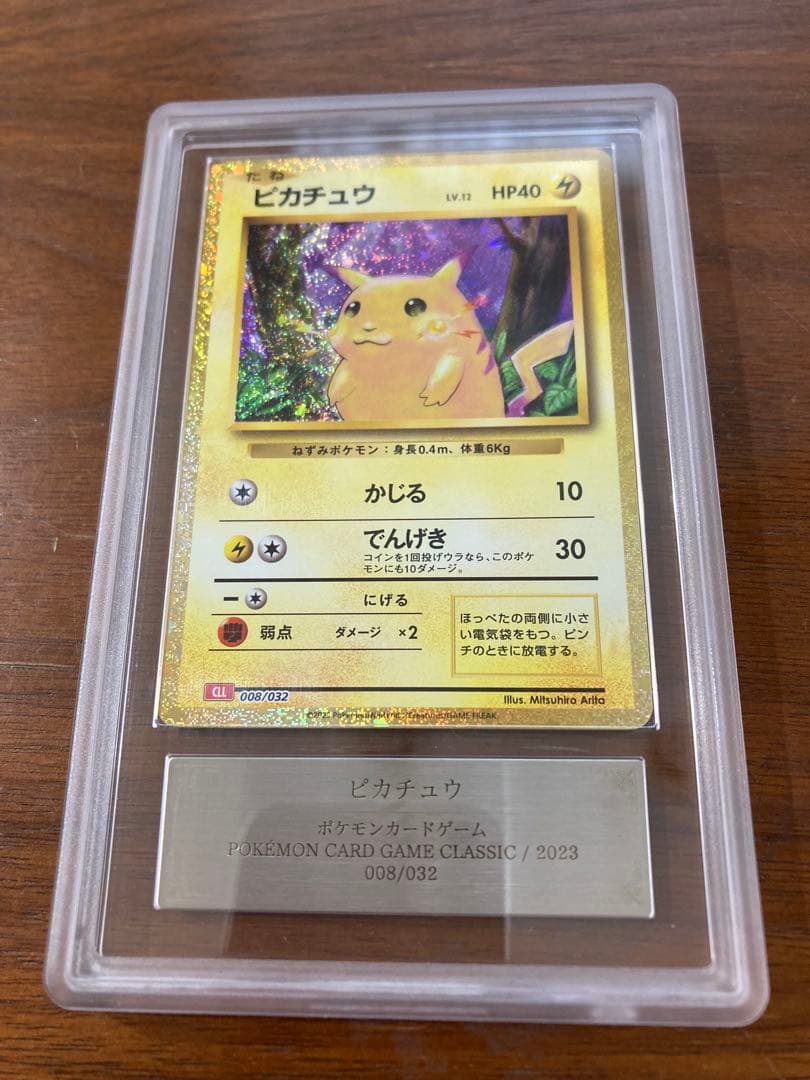 たね
ピカチュウ LV.12 HP40
ねずみポケモン：身長0.4m、体重6Kg
かじる 10
でんげき 30
コインを1回投げウラなら、このポケ
モンにも10ダメージ。
にげる
弱点 ダメージ ×2
ほっぺたの両側に小さ
い電気袋をもつ。ピン
チのときに放電する。
CLL 008/032
Illus. Mitsuhiro Arita
ピカチュウ
ポケモンカードゲーム
POKÉMON CARD GAME CLASSIC / 2023
008/032